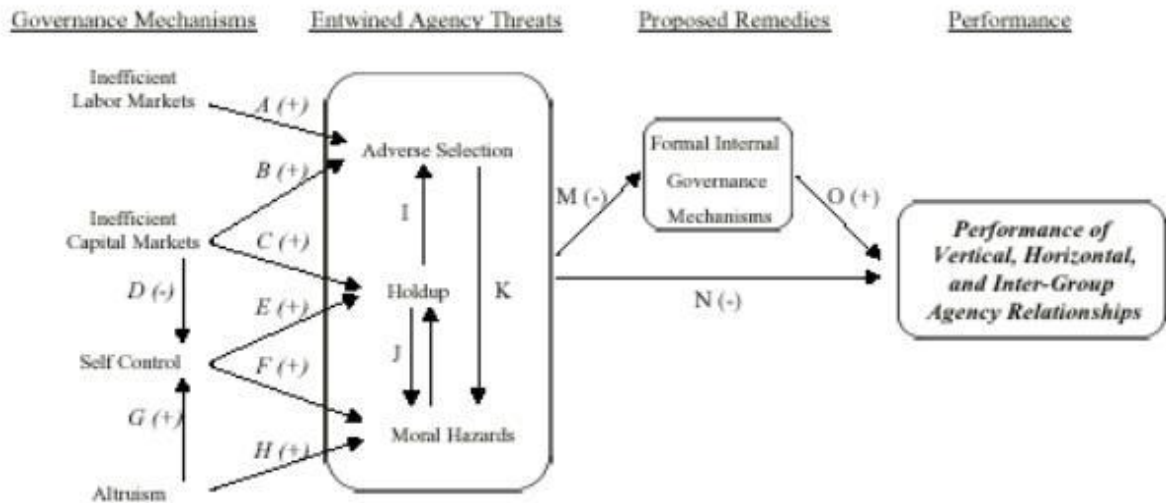 Governance Mechanisms
Entwined Agency Threats
Proposed Remedies
Performance
Inefficient
Labor Markets
A (+)
B (+)
Inefficient
Capital Markets
C (+)
D (-)
E (+)
Self Control
F (+)
G (+)
H (+)
Altruism
Adverse Selection
I
Holdup
K
J
Moral Hazards
M (-)
Formal Internal
Governance
Mechanisms
O (+)
N (-)
Performance of
Vertical, Horizontal,
and Inter-Group
Agency Relationships